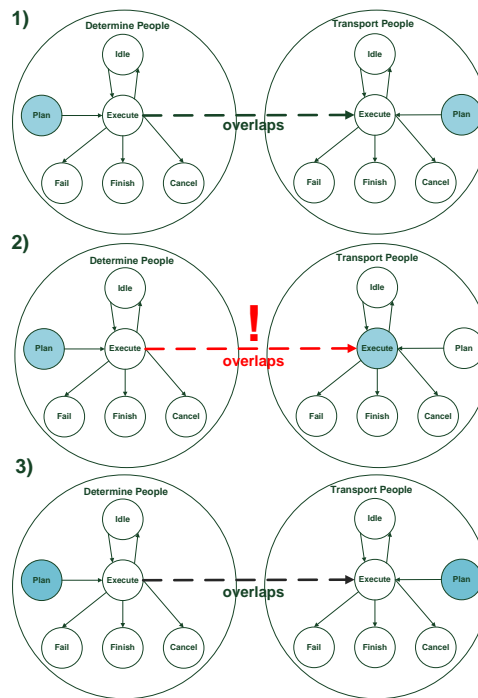 1)
Determine People
Transport People
Idle
Idle
Plan
Execute
overlaps
Execute
Plan
Fail
Finish
Cancel
Fail
Finish
Cancel
2)
Determine People
Transport People
Idle
Idle
!
Plan
Execute
overlaps
Execute
Plan
Fail
Finish
Cancel
Fail
Finish
Cancel
3)
Determine People
Transport People
Idle
Idle
Plan
Execute
overlaps
Execute
Plan
Fail
Finish
Cancel
Fail
Finish
Cancel